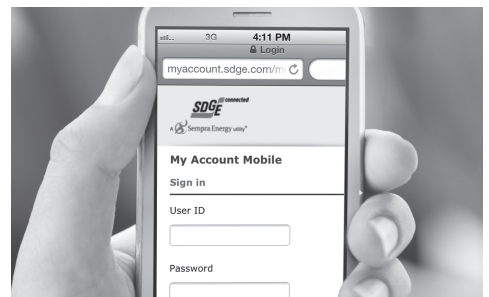 3G 4:11 PM
Login
myaccount.sdge.com/m
SDGE connected
A Sempra Energy utility®
My Account Mobile
Sign in
User ID
Password